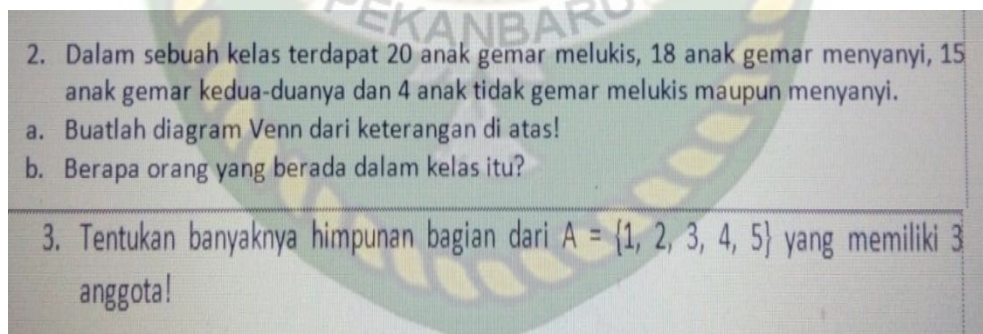 PEKANBARU
2. Dalam sebuah kelas terdapat 20 anak gemar melukis, 18 anak gemar menyanyi, 15
anak gemar kedua-duanya dan 4 anak tidak gemar melukis maupun menyanyi.
a. Buatlah diagram Venn dari keterangan di atas!
b. Berapa orang yang berada dalam kelas itu?
3. Tentukan banyaknya himpunan bagian dari A = {1, 2, 3, 4, 5} yang memiliki 3
anggota!